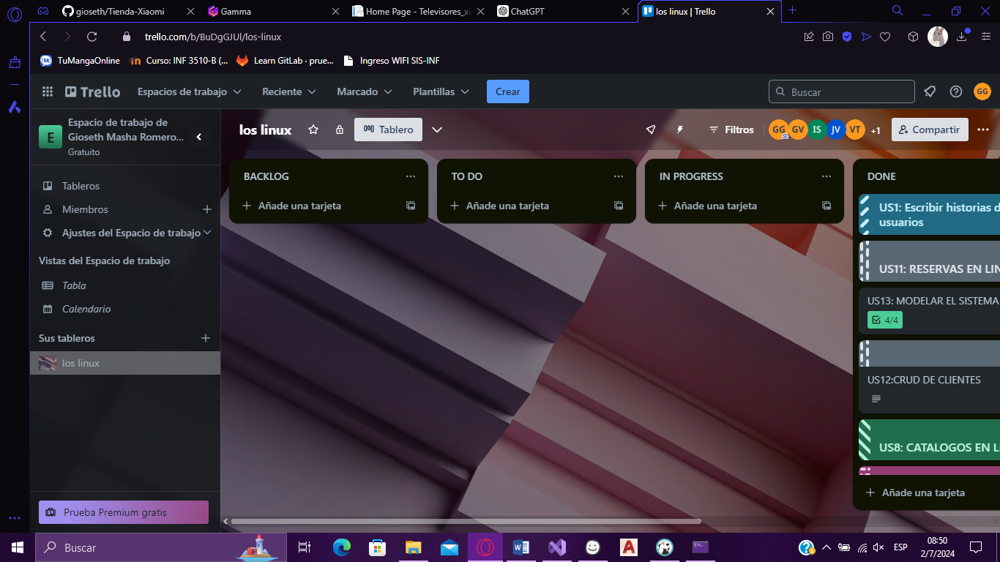 gioseth/Tienda-Xiaomi
Gamma
Home Page - Televisores_xi
ChatGPT
los linux | Trello
trello.com/b/BuDgGJUl/los-linux
TMO
TuMangaOnline
Curso: INF 3510-B (...
Learn GitLab · prue...
Ingreso WIFI SIS-INF
Trello
Espacios de trabajo
Reciente
Marcado
Plantillas
Crear
Buscar
GG
E
Espacio de trabajo de
Gioseth Masha Romero...
Gratuito
los linux
Tablero
Filtros
GG
GV
IS
JV
VT
+1
Compartir
Tableros
Miembros
Ajustes del Espacio de trabajo
Vistas del Espacio de trabajo
Tabla
Calendario
Sus tableros
los linux
Prueba Premium gratis
BACKLOG
Añade una tarjeta
TO DO
Añade una tarjeta
IN PROGRESS
Añade una tarjeta
DONE
US1: Escribir historias d
usuarios
US11: RESERVAS EN LIN
US13: MODELAR EL SISTEMA
4/4
US12:CRUD DE CLIENTES
US8: CATALOGOS EN L
Añade una tarjeta
Buscar
ESP
08:50
2/7/2024